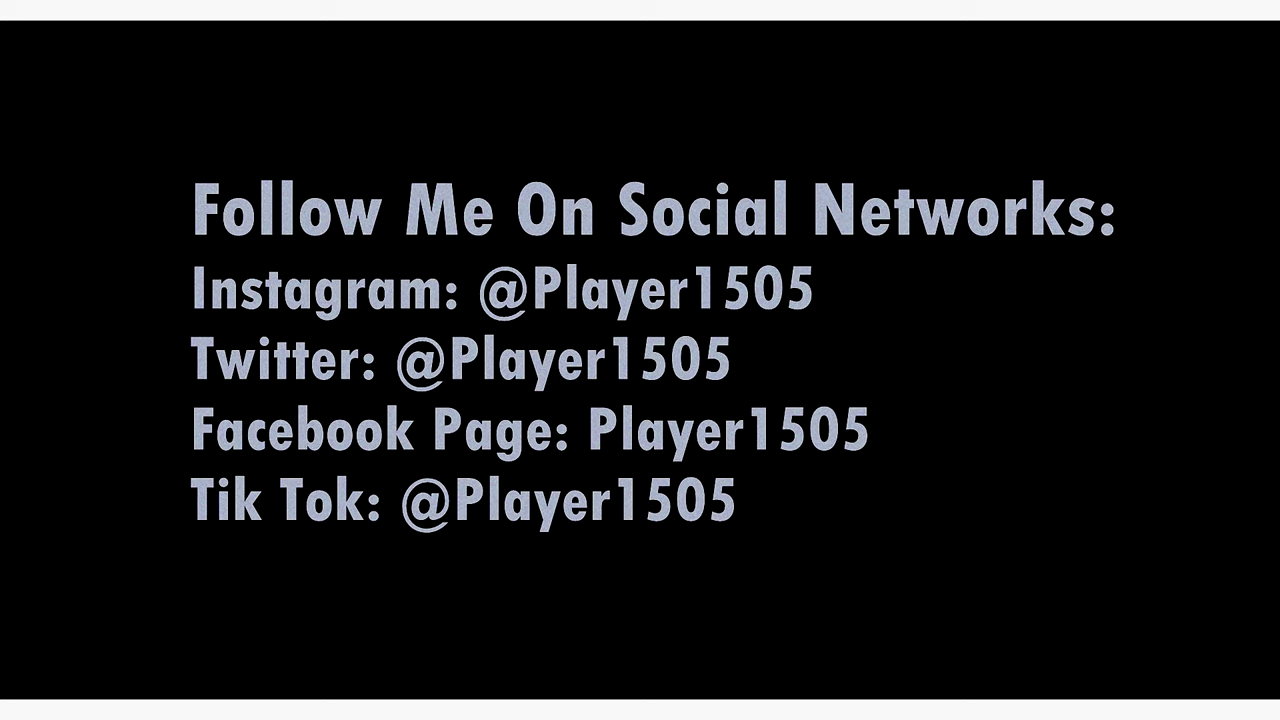 Follow Me On Social Networks:
Instagram: @Player1505
Twitter: @Player1505
Facebook Page: Player1505
Tik Tok: @Player1505